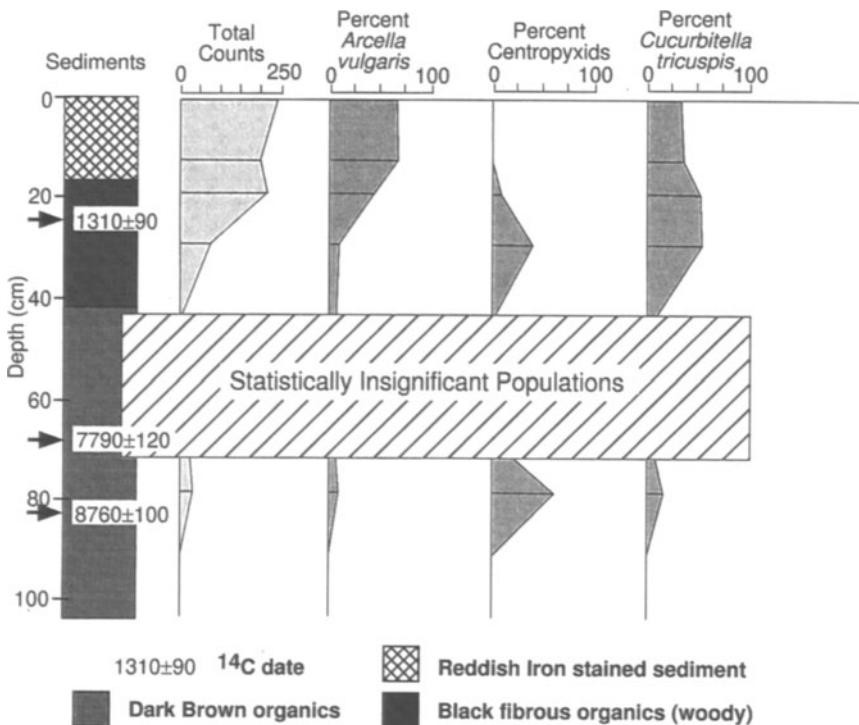 Sediments
Total
Counts
0 250
Percent
Arcella
vulgaris
0 100
Percent
Centropyxids
0 100
Percent
Cucurbitella
tricuspis
0 100
Depth (cm)
0
20
1310±90
40
Statistically Insignificant Populations
60
7790±120
80
8760±100
100
1310±90 14C date
Reddish Iron stained sediment
Dark Brown organics
Black fibrous organics (woody)